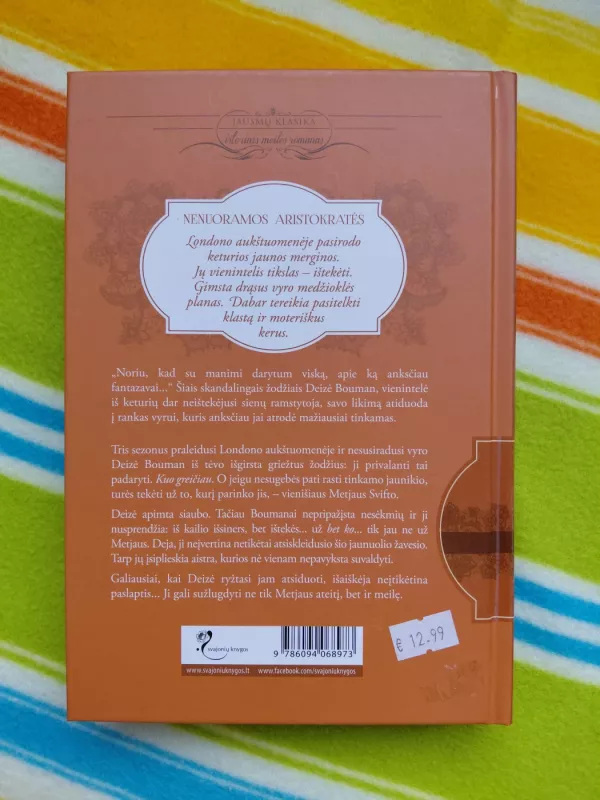 JAUSMŲ KLASIKA
istorinis meilės romanas
NENUORAMOS ARISTOKRATĖS
Londono aukštuomenėje pasirodo
keturios jaunos merginos.
Jų vienintelis tikslas – ištekėti.
Gimsta drąsus vyro medžioklės
planas. Dabar tereikia pasitelkti
klastą ir moteriškus
kerus.
„Noriu, kad su manimi darytum viską, apie ką anksčiau
fantazavai...“ Šiais skandalingais žodžiais Deizė Bouman, vienintelė
iš keturių dar neištekėjusi sienų ramstytoja, savo likimą atiduoda
į rankas vyrui, kuris anksčiau jai atrodė mažiausiai tinkamas.
Tris sezonus praleidusi Londono aukštuomenėje ir nesusiradusi vyro
Deizė Bouman iš tėvo išgirsta griežtus žodžius: ji privalanti tai
padaryti. Kuo greičiau. O jeigu nesugebės pati rasti tinkamo jaunikio,
turės tekėti už to, kurį parinko jis, – vienišiaus Metjaus Svifto.
Deizė apimta siaubo. Tačiau Boumanai nepripažįsta nesėkmių ir ji
nusprendžia: iš kailio išsiners, bet ištekės... už bet ko... tik jau ne už
Metjaus. Deja, ji neįvertina netikėtai atsiskleidusio šio jaunuolio žavesio.
Tarp jų įsiplieskia aistra, kurios nė vienam nepavyksta suvaldyti.
Galiausiai, kai Deizė ryžtasi jam atsiduoti, išaiškėja neįtikėtina
paslaptis... Ji gali sužlugdyti ne tik Metjaus ateitį, bet ir meilę.
svajonių knygos
9 786094 068973
www.svajoniuknygos.lt
www.facebook.com/svajoniuknygos
€ 12.99